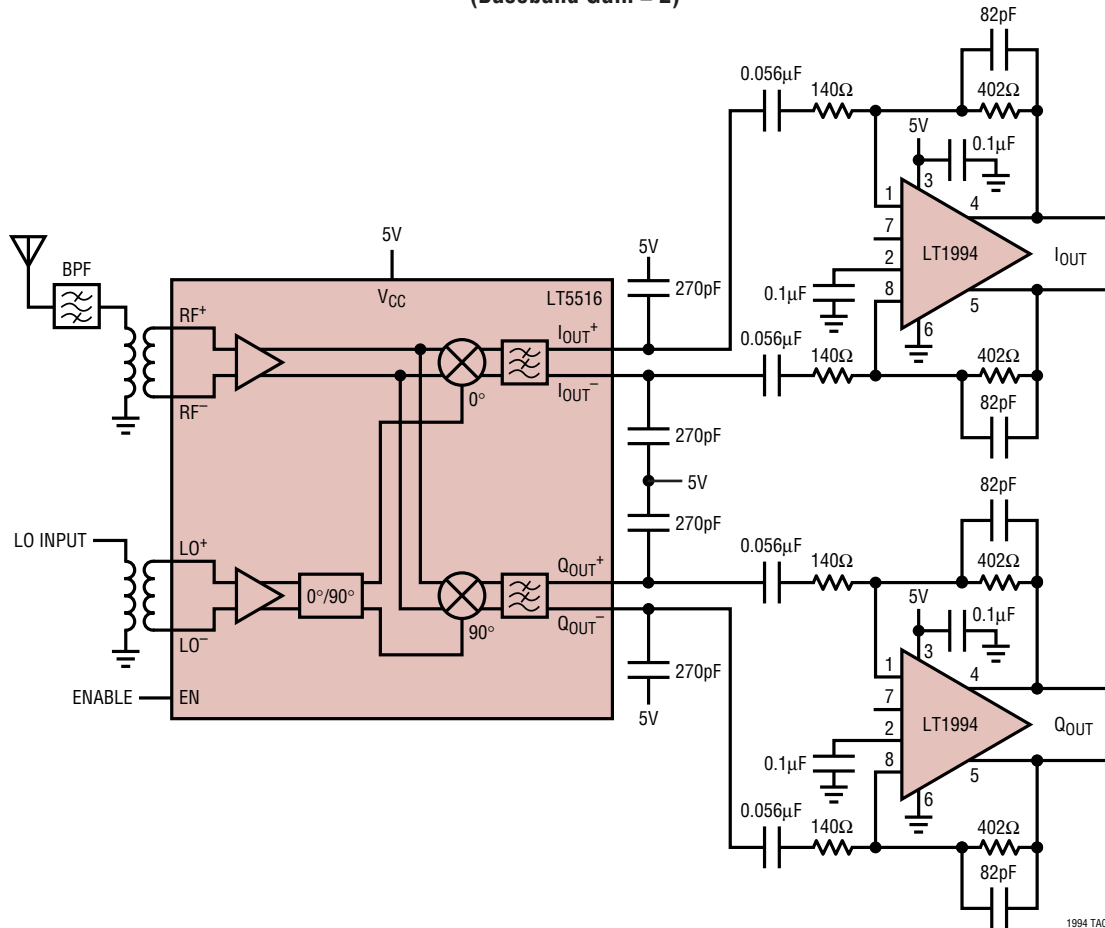 (Baseband Gain = 2)
82pF
0.056µF
140Ω
402Ω
5V
0.1µF
3
1
4
7
LT1994
IOUT
2
0.1µF
8
5
6
0.056µF
140Ω
402Ω
82pF
BPF
5V
VCC
LT5516
5V
270pF
RF+
IOUT+
RF–
0°
IOUT–
270pF
5V
270pF
LO INPUT
LO+
0°/90°
QOUT+
LO–
90°
QOUT–
270pF
5V
ENABLE
EN
82pF
0.056µF
140Ω
402Ω
5V
0.1µF
3
1
4
7
LT1994
QOUT
2
0.1µF
8
5
6
0.056µF
140Ω
402Ω
82pF